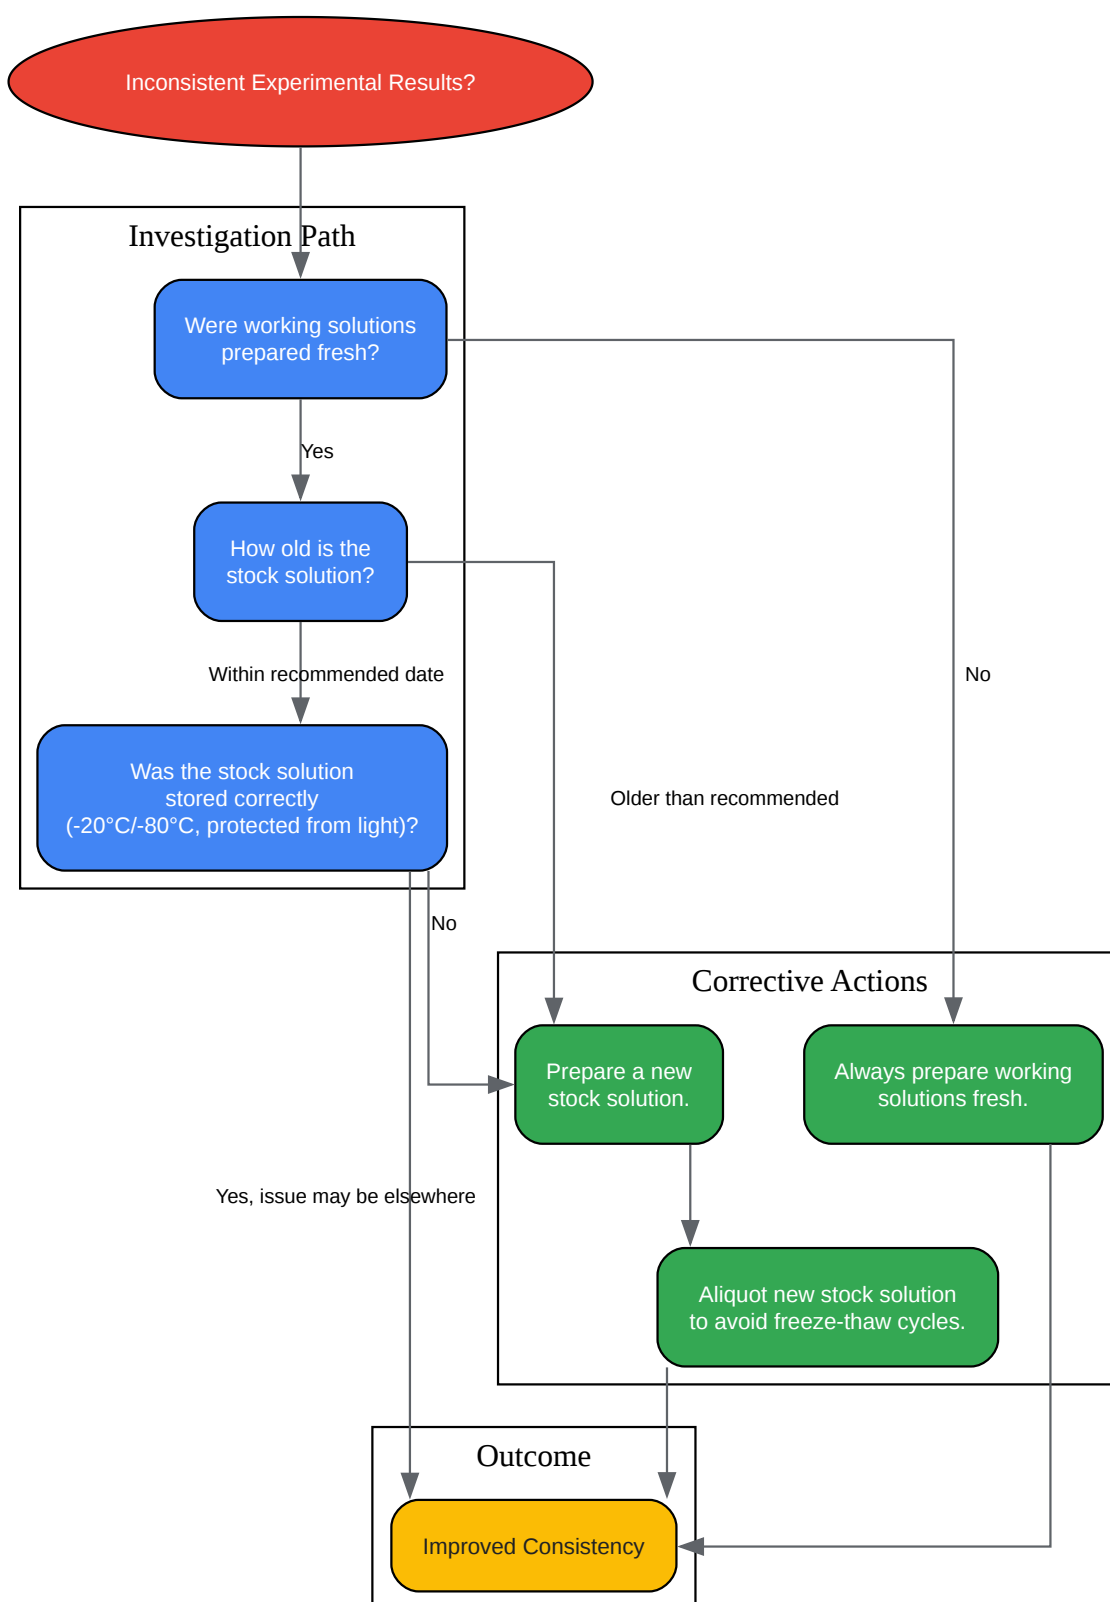 Inconsistent Experimental Results?
Investigation Path
Were working solutions
prepared fresh?
Yes
How old is the
stock solution?
Within recommended date
No
Was the stock solution
stored correctly
(-20°C/-80°C, protected from light)?
Older than recommended
No
Corrective Actions
Prepare a new
stock solution.
Always prepare working
solutions fresh.
Yes, issue may be elsewhere
Aliquot new stock solution
to avoid freeze-thaw cycles.
Outcome
Improved Consistency